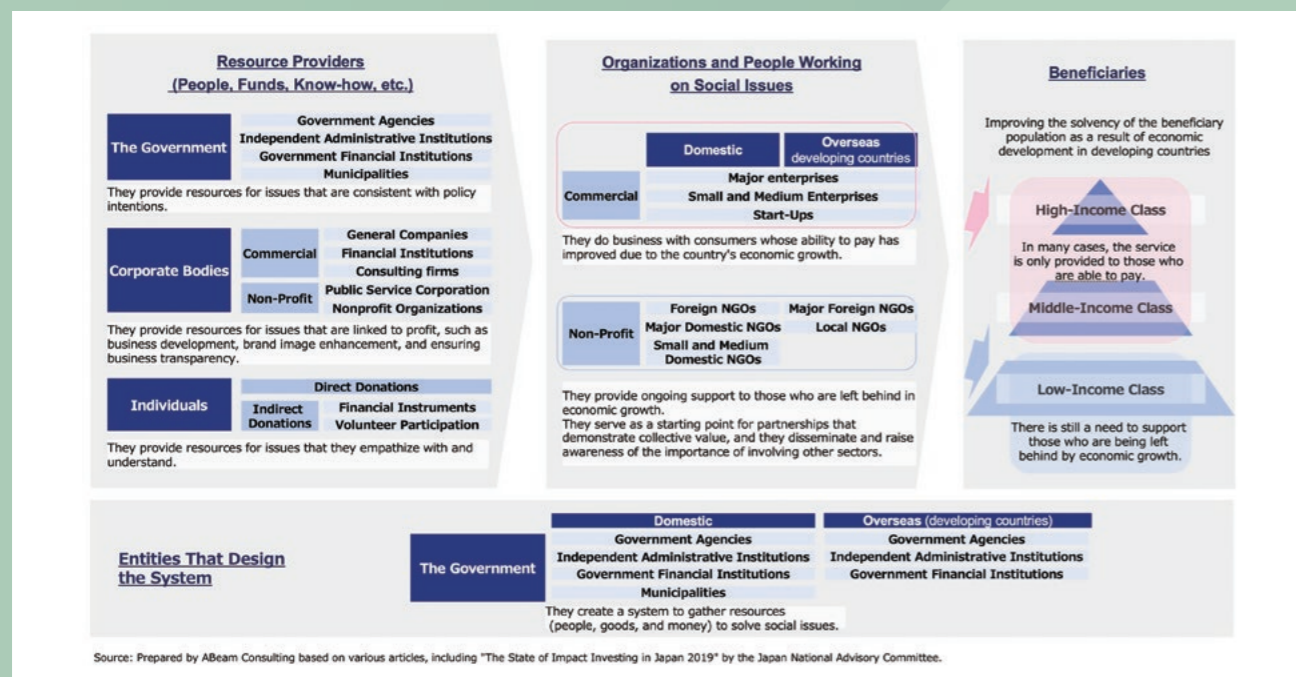 Resource Providers
(People, Funds, Know-how, etc.)
The Government
Government Agencies
Independent Administrative Institutions
Government Financial Institutions
Municipalities
They provide resources for issues that are consistent with policy
intentions.
Corporate Bodies
Commercial
General Companies
Financial Institutions
Consulting firms
Non-Profit
Public Service Corporation
Nonprofit Organizations
They provide resources for issues that are linked to profit, such as
business development, brand image enhancement, and ensuring
business transparency.
Individuals
Direct Donations
Indirect
Donations
Financial Instruments
Volunteer Participation
They provide resources for issues that they empathize with and
understand.
Organizations and People Working
on Social Issues
Domestic
Overseas
developing countries
Commercial
Major enterprises
Small and Medium Enterprises
Start-Ups
They do business with consumers whose ability to pay has
improved due to the country's economic growth.
Non-Profit
Foreign NGOs
Major Domestic NGOs
Small and Medium
Domestic NGOs
Major Foreign NGOs
Local NGOs
They provide ongoing support to those who are left behind in
economic growth.
They serve as a starting point for partnerships that
demonstrate collective value, and they disseminate and raise
awareness of the importance of involving other sectors.
Beneficiaries
Improving the solvency of the beneficiary
population as a result of economic
development in developing countries
High-Income Class
In many cases, the service
is only provided to those who
are able to pay.
Middle-Income Class
Low-Income Class
There is still a need to support
those who are being left
behind by economic growth.
Entities That Design
the System
The Government
Domestic
Government Agencies
Independent Administrative Institutions
Government Financial Institutions
Municipalities
Overseas (developing countries)
Government Agencies
Independent Administrative Institutions
Government Financial Institutions
They create a system to gather resources
(people, goods, and money) to solve social issues.
Source: Prepared by ABeam Consulting based on various articles, including "The State of Impact Investing in Japan 2019" by the Japan National Advisory Committee.